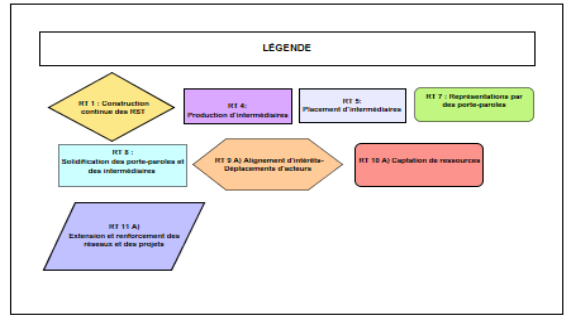 LÉGENDE
RT 1 : Construction
continue des RST
RT 4:
Production d'intermédiaires
RT 5:
Placement d'intermédiaires
RT 7 : Représentations par
des porte-paroles
RT 8 :
Solidification des porte-paroles et
des intermédiaires
RT 9 A) Alignement d'intérêts-
Déplacements d'acteurs
RT 10 A) Captation de ressources
RT 11 A)
Extension et renforcement des
réseaux et des projets